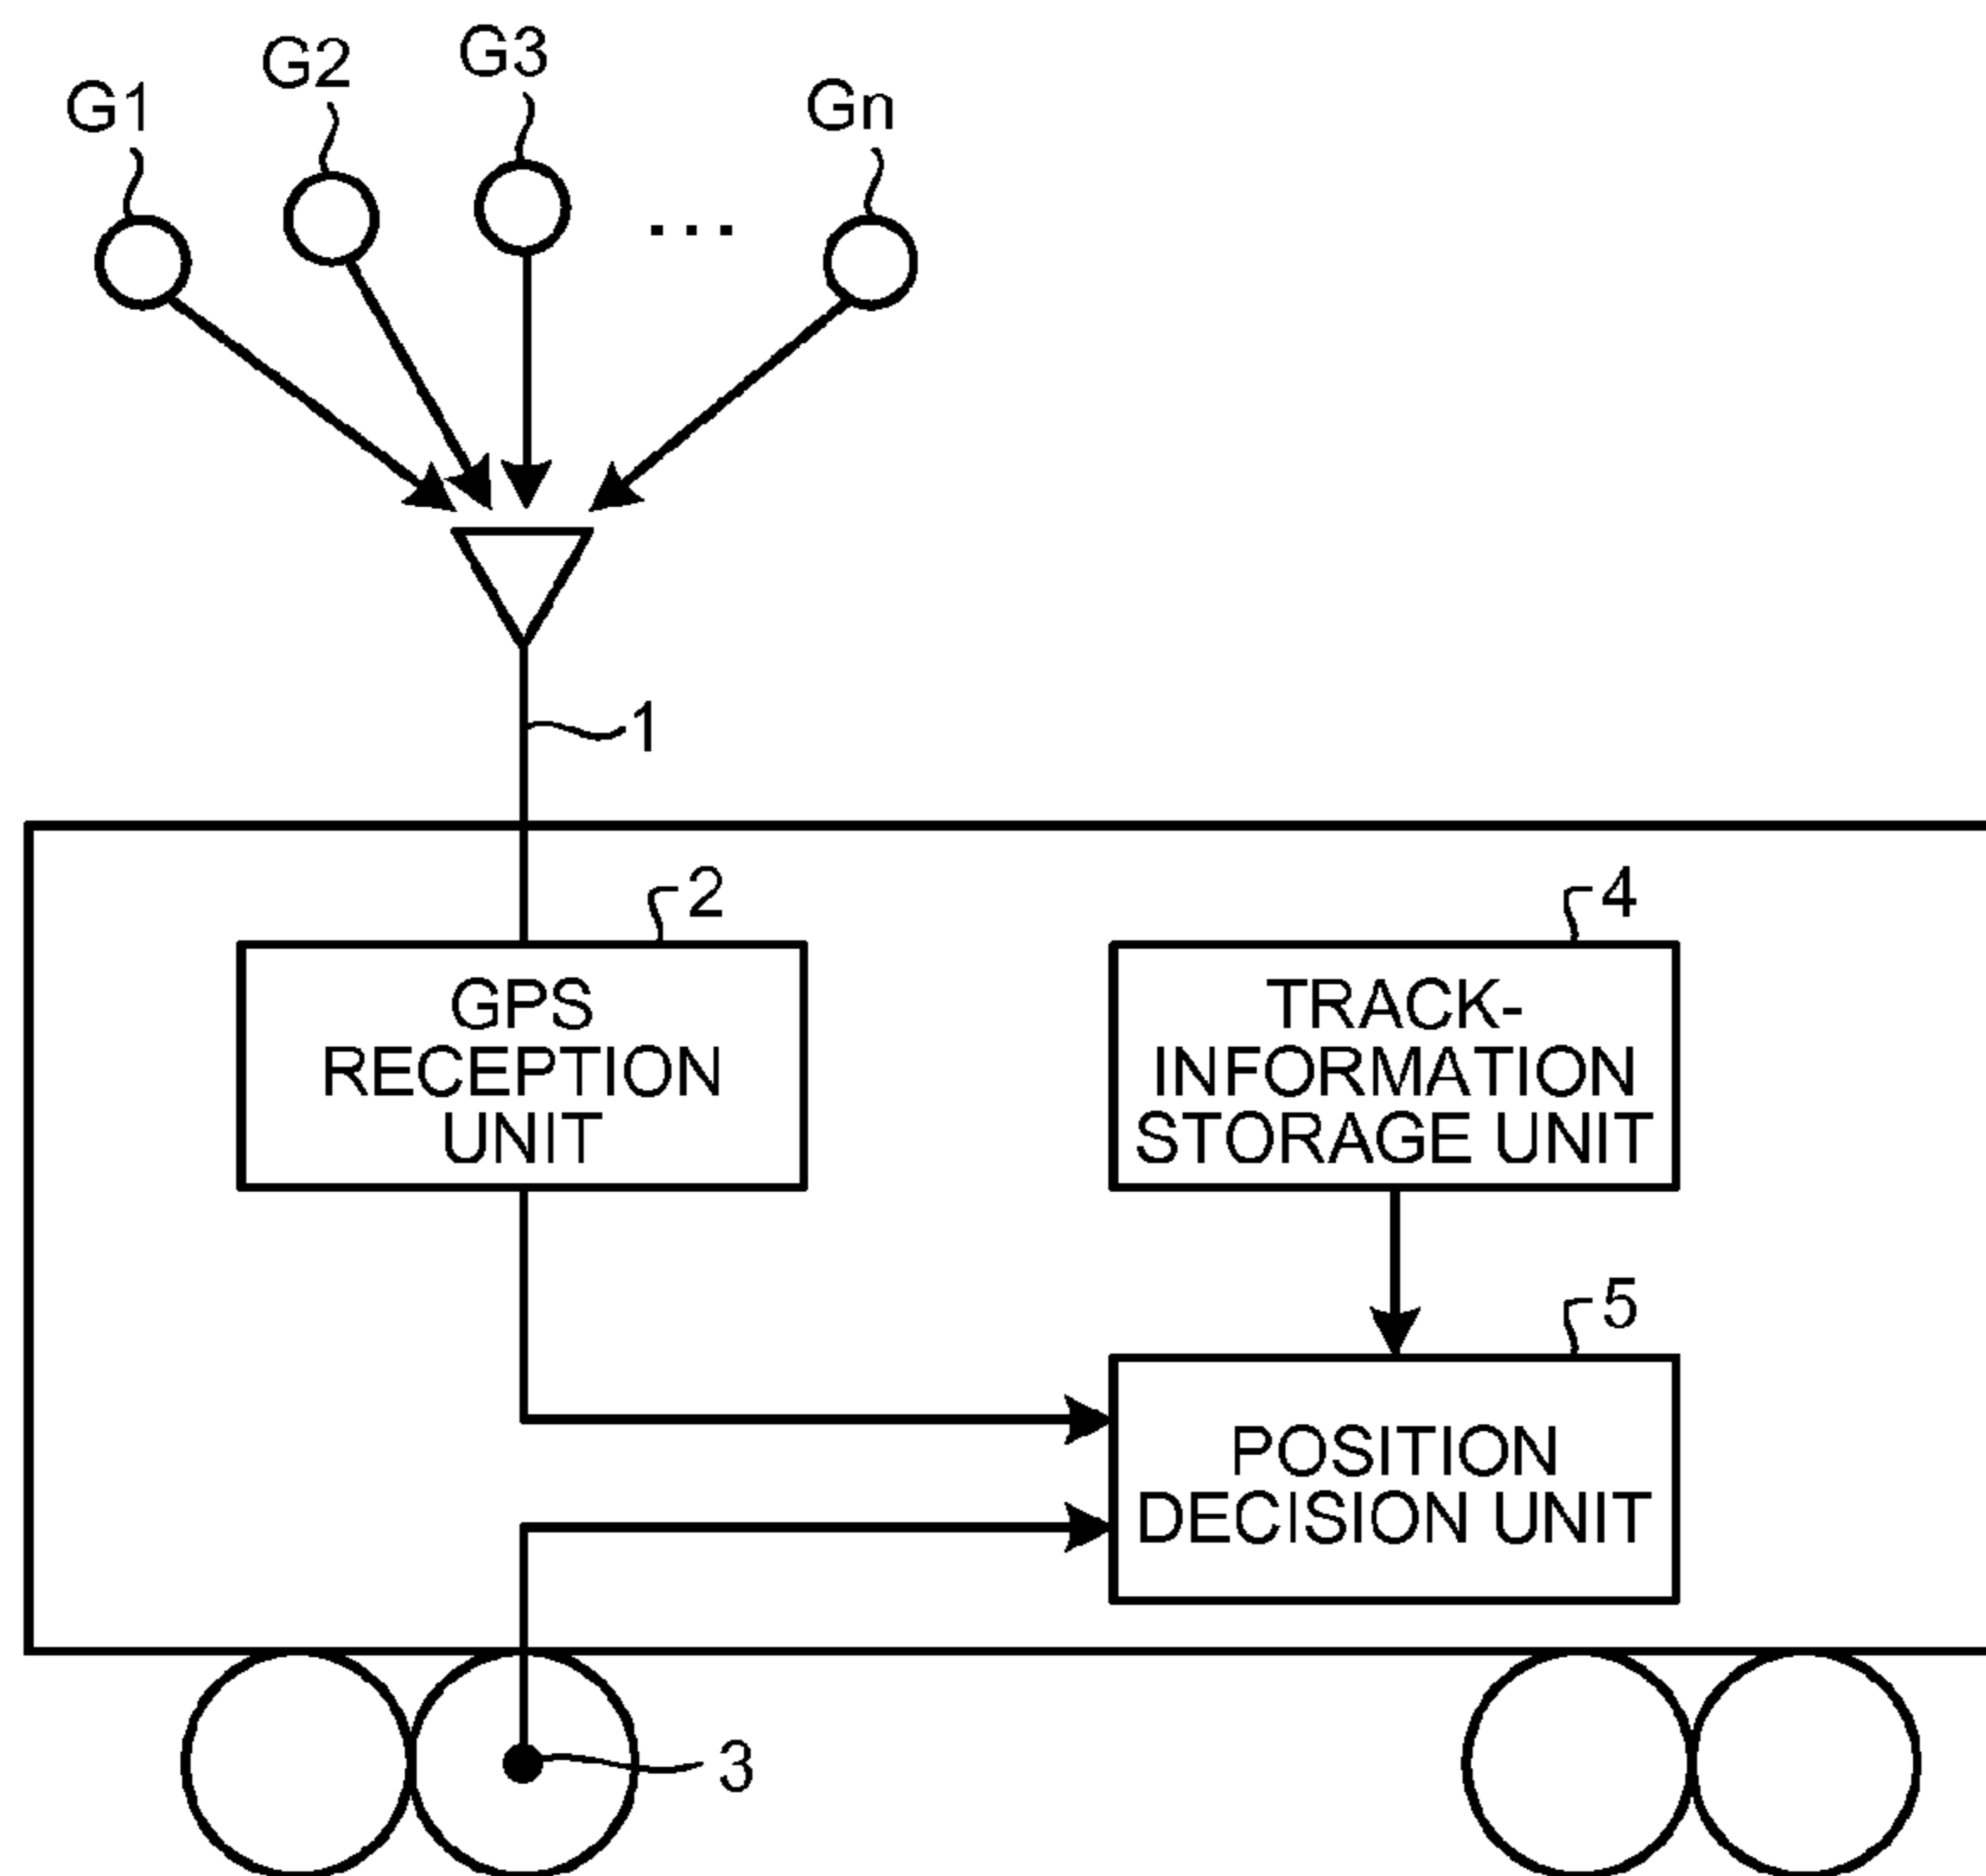 G1
G2
G3
Gn
...
1
2
4
GPS
RECEPTION
UNIT
TRACK-
INFORMATION
STORAGE UNIT
5
POSITION
DECISION UNIT
3